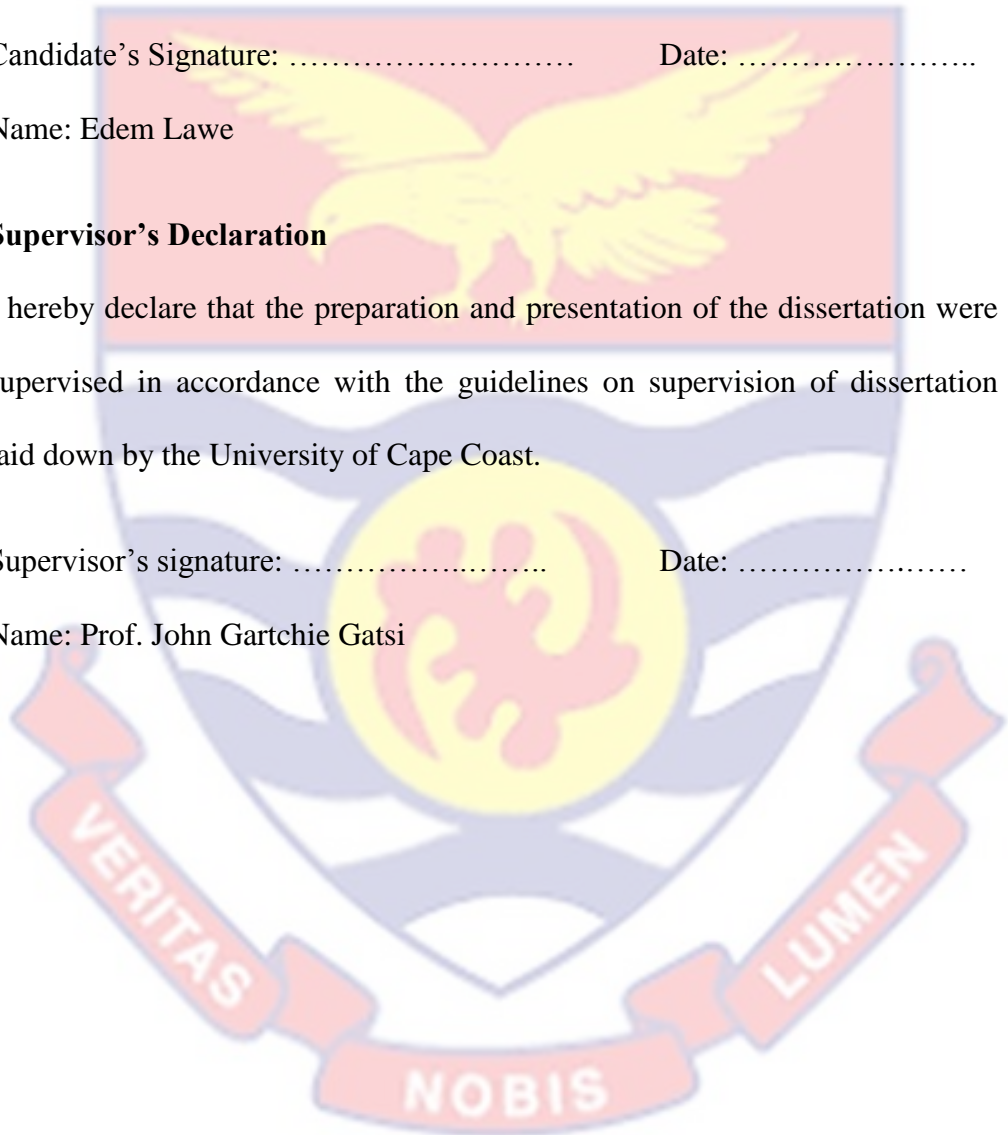 Candidate’s Signature: ……………………… Date: …………………..
Name: Edem Lawe
Supervisor’s Declaration
hereby declare that the preparation and presentation of the dissertation were
supervised in accordance with the guidelines on supervision of dissertation
laid down by the University of Cape Coast.
Supervisor’s signature: ……………..…….. Date: …………….……
Name: Prof. John Gartchie Gatsi
VERITAS
NOBIS
LUMEN